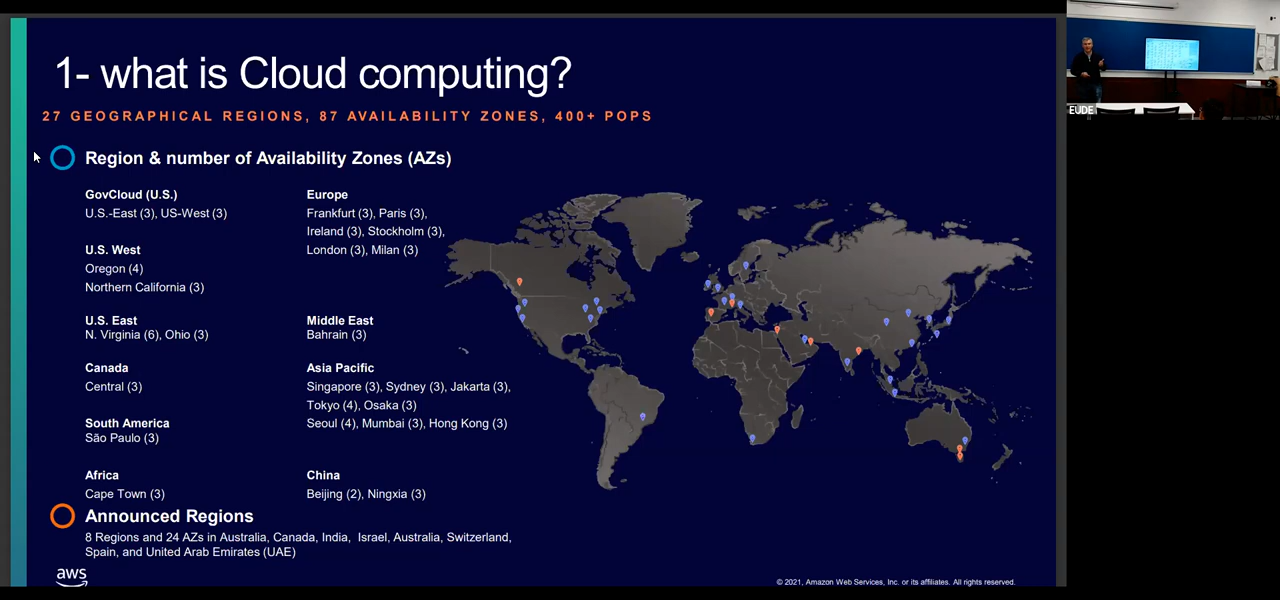 1- what is Cloud computing?
27 GEOGRAPHICAL REGIONS, 87 AVAILABILITY ZONES, 400+ POPS
Region & number of Availability Zones (AZs)
GovCloud (U.S.)
U.S.-East (3), US-West (3)
U.S. West
Oregon (4)
Northern California (3)
U.S. East
N. Virginia (6), Ohio (3)
Canada
Central (3)
South America
São Paulo (3)
Africa
Cape Town (3)
Europe
Frankfurt (3), Paris (3),
Ireland (3), Stockholm (3),
London (3), Milan (3)
Middle East
Bahrain (3)
Asia Pacific
Singapore (3), Sydney (3), Jakarta (3),
Tokyo (4), Osaka (3)
Seoul (4), Mumbai (3), Hong Kong (3)
China
Beijing (2), Ningxia (3)
Announced Regions
8 Regions and 24 AZs in Australia, Canada, India, Israel, Australia, Switzerland,
Spain, and United Arab Emirates (UAE)
aws
© 2021, Amazon Web Services, Inc. or its affiliates. All rights reserved.
EUDE